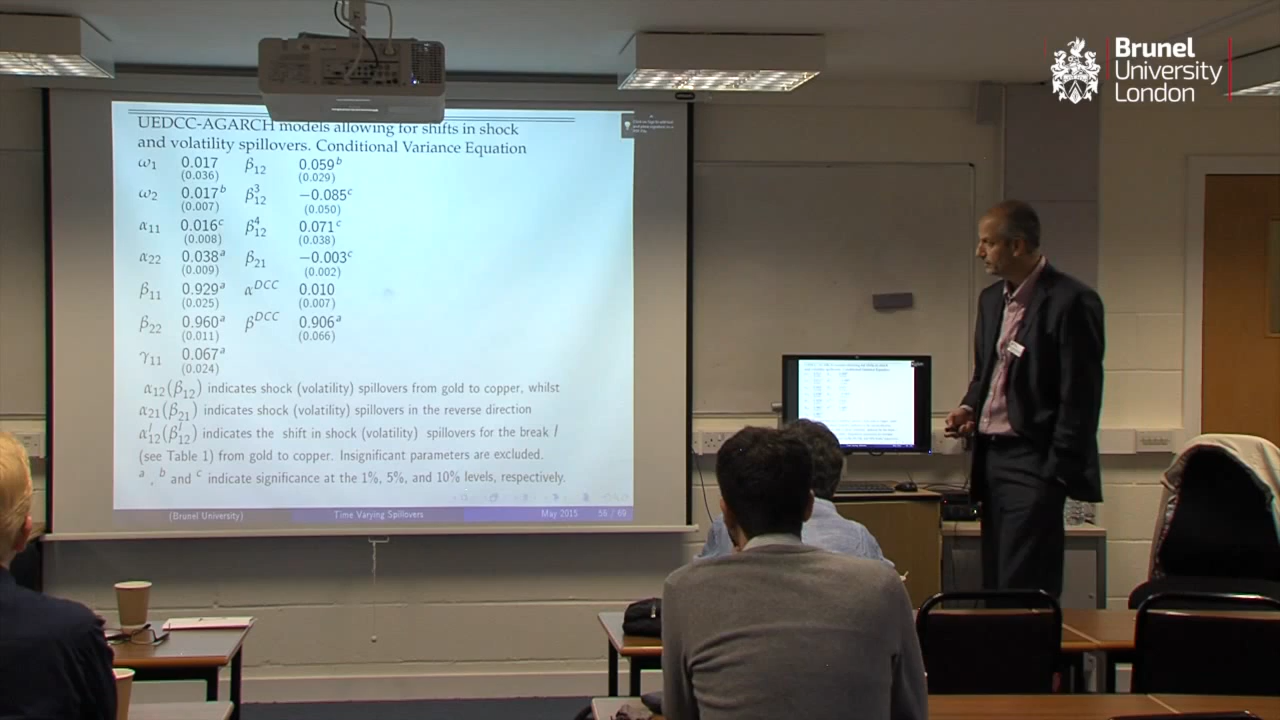 Brunel
University
London
UEDCC-AGARCH models allowing for shifts in shock
and volatility spillovers. Conditional Variance Equation
ω₁ 0.017 β₁₂ 0.059ᵇ
(0.036) (0.029)
ω₂ 0.017ᵇ β³₁₂ −0.085ᶜ
(0.007) (0.050)
α₁₁ 0.016ᶜ β⁴₁₂ 0.071ᶜ
(0.008) (0.038)
α₂₂ 0.038ᵃ β₂₁ −0.003ᶜ
(0.009) (0.002)
β₁₁ 0.929ᵃ α^DCC 0.010
(0.025) (0.007)
β₂₂ 0.960ᵃ β^DCC 0.906ᵃ
(0.011) (0.066)
γ₁₁ 0.067ᵃ
(0.024)
α₁₂(β₁₂) indicates shock (volatility) spillovers from gold to copper, whilst
α₂₁(β₂₁) indicates shock (volatility) spillovers in the reverse direction
αˡ₁₂(βˡ₁₂) indicates the shift in shock (volatility) spillovers for the break l
(see Table 1) from gold to copper. Insignificant parameters are excluded.
ᵃ, ᵇ and ᶜ indicate significance at the 1%, 5%, and 10% levels, respectively.
(Brunel University) Time Varying Spillovers May 2015 56 / 69